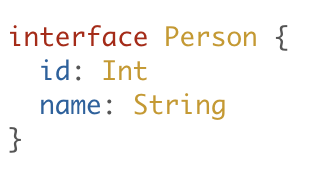 interface Person {
  id: Int
  name: String
}